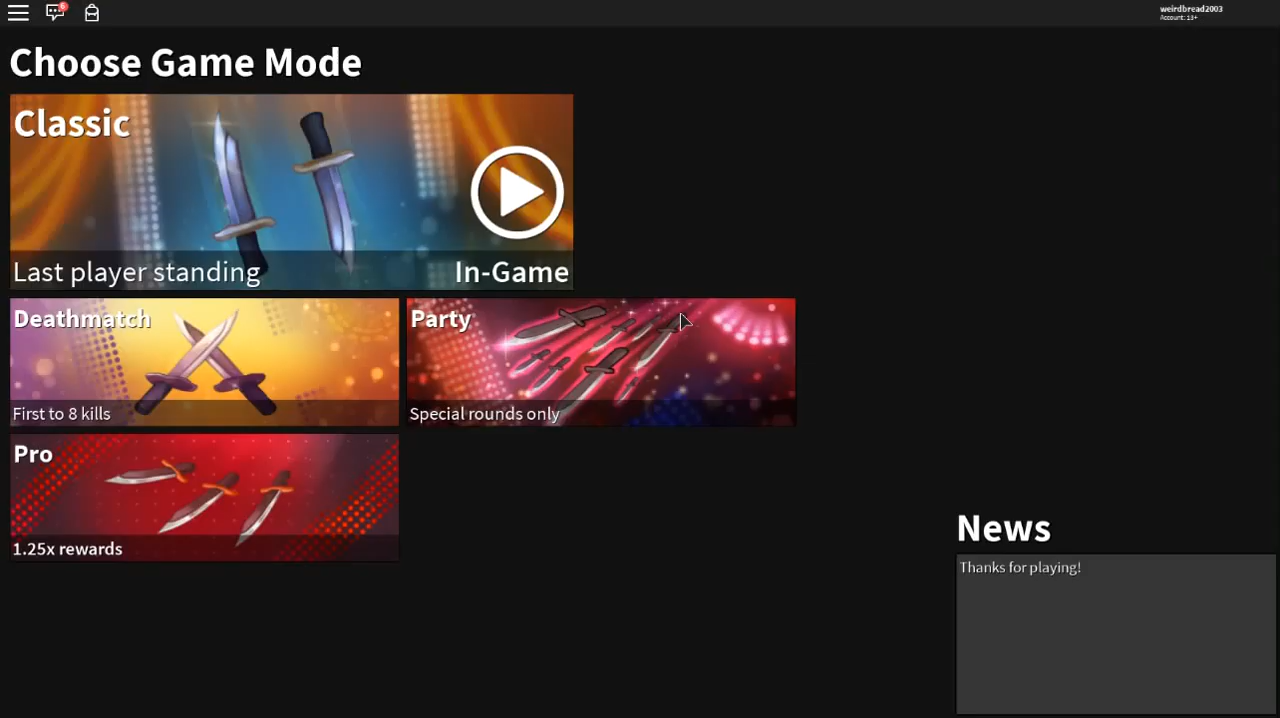 6
weirdbread2003
Account: 13+
Choose Game Mode
Classic
Last player standing
In-Game
Deathmatch
First to 8 kills
Party
Special rounds only
Pro
1.25x rewards
News
Thanks for playing!